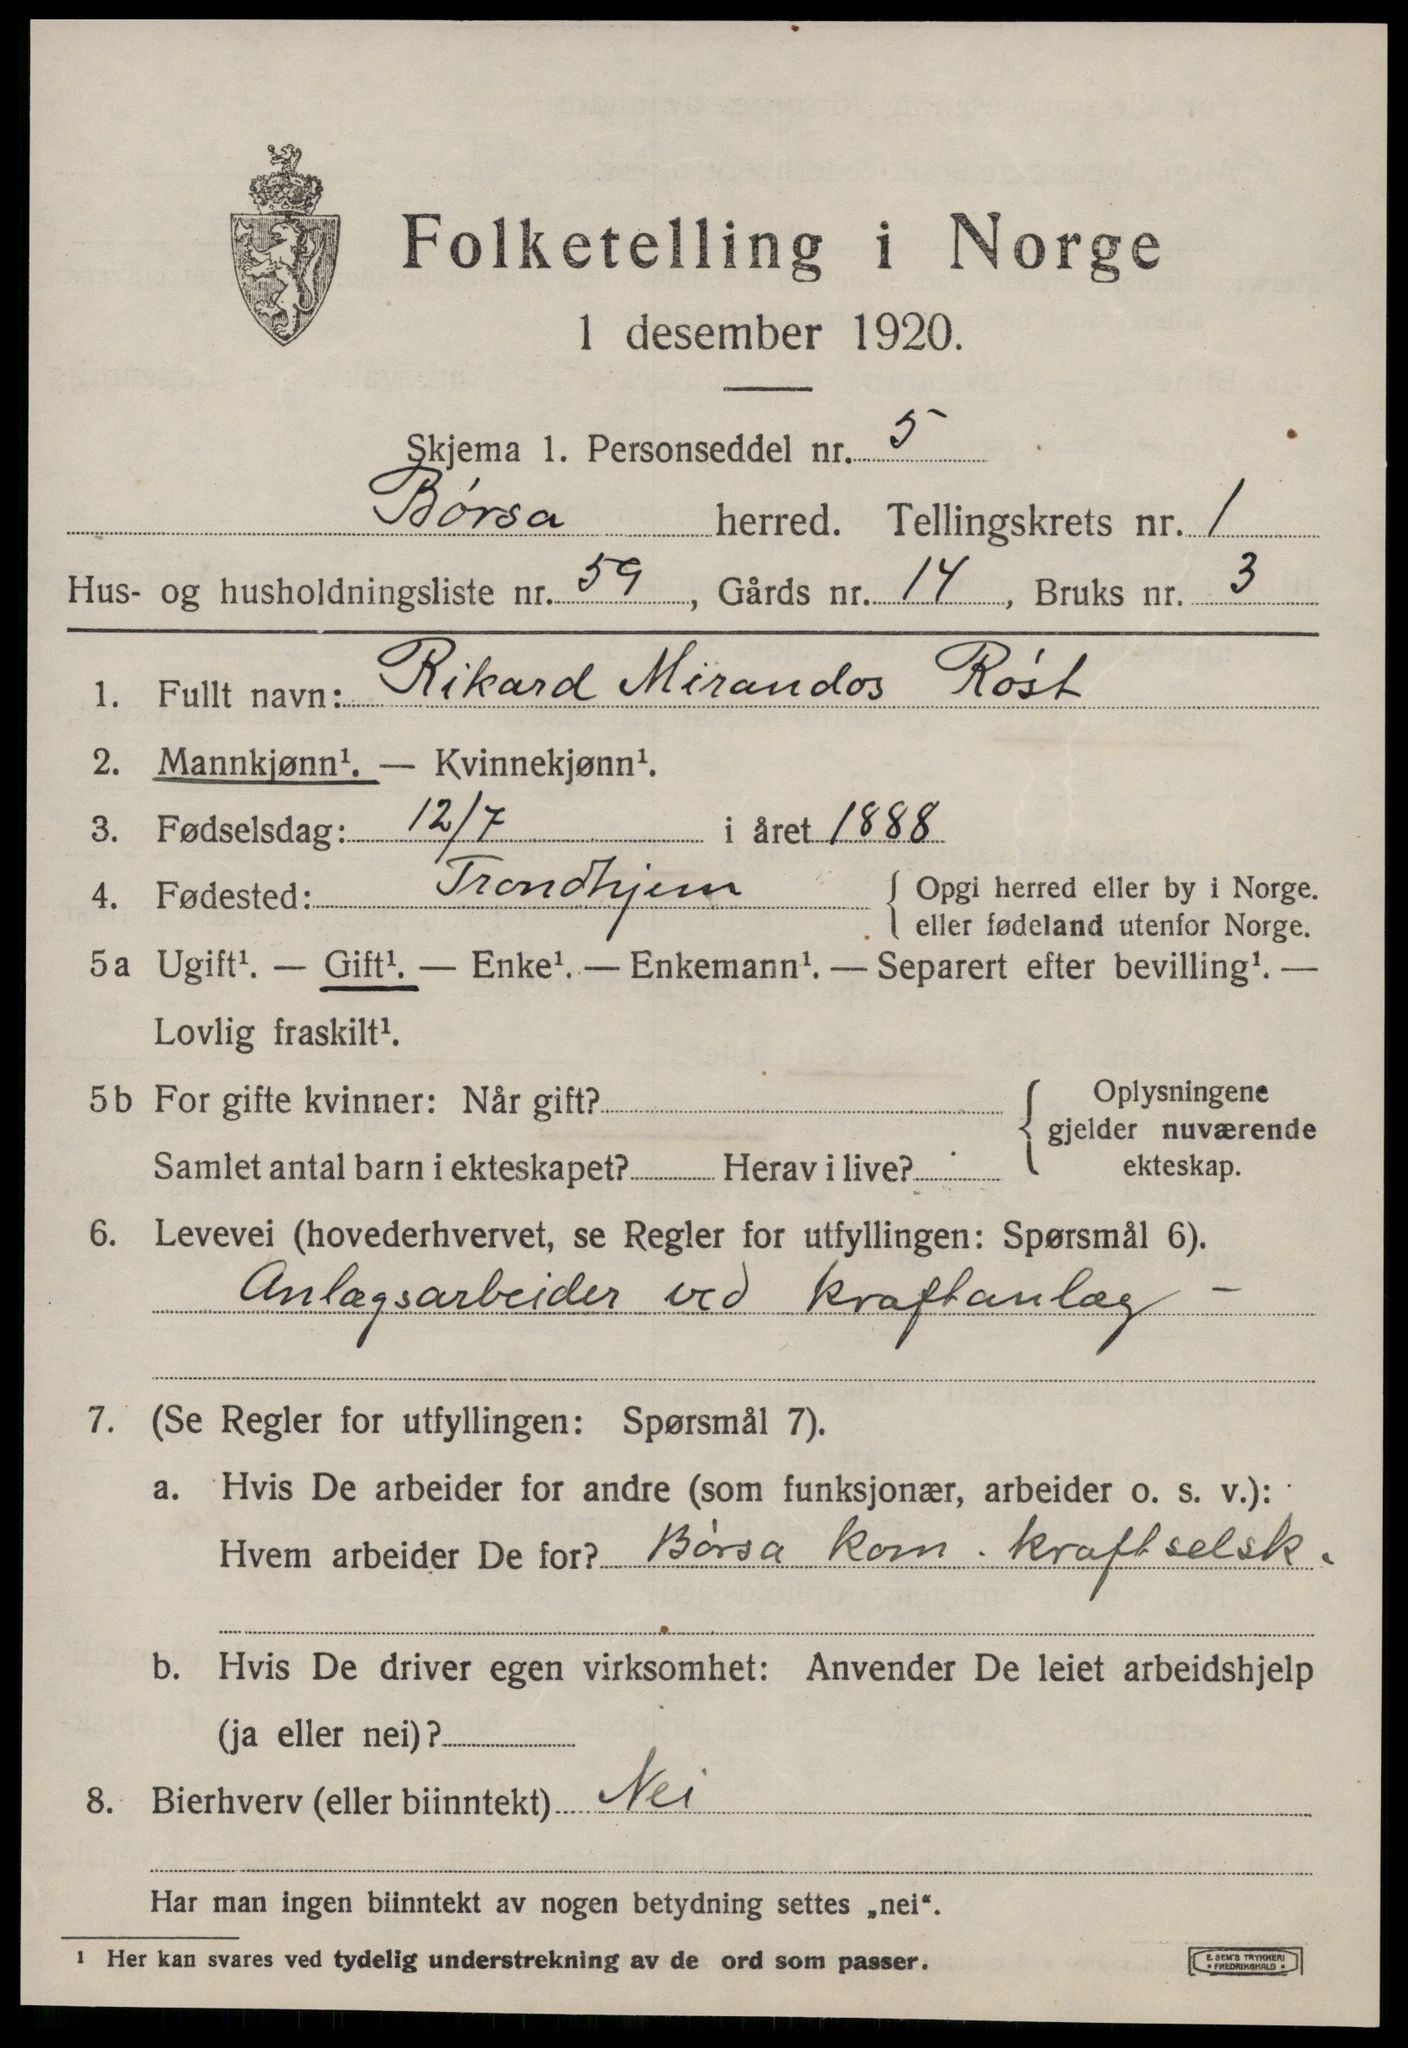 Folketelling i Norge
1 desember 1920.
Skjema 1. Personseddel nr. 5
Børsa herred. Tellingskrets nr. 1
Hus- og husholdningsliste nr. 59, Gårds nr. 14, Bruks nr. 3
1. Fullt navn: Rikard Mirandos Røst
2. Mannkjønn¹. — Kvinnekjønn¹.
3. Fødselsdag: 12/7 i året 1888
4. Fødested: Trondhjem { Opgi herred eller by i Norge.
eller fødeland utenfor Norge.
5a Ugift¹. — Gift¹. — Enke¹. — Enkemann¹. — Separert efter bevilling¹. —
Lovlig fraskilt¹.
5b For gifte kvinner: Når gift? { Oplysningene
gjelder nuværende
Samlet antal barn i ekteskapet? Herav i live? ekteskap.
6. Levevei (hovederhvervet, se Regler for utfyllingen: Spørsmål 6).
Anlægsarbeider ved kraftanlæg —
7. (Se Regler for utfyllingen: Spørsmål 7).
a. Hvis De arbeider for andre (som funksjonær, arbeider o. s. v.):
Hvem arbeider De for? Børsa kom. kraftselsk.
b. Hvis De driver egen virksomhet: Anvender De leiet arbeidshjelp
(ja eller nei)?
8. Bierhverv (eller biinntekt) Nei
Har man ingen biinntekt av nogen betydning settes „nei“.
¹ Her kan svares ved tydelig understrekning av de ord som passer.
E. SEM'S TRYKKERI
• FREDRIKSHALD •